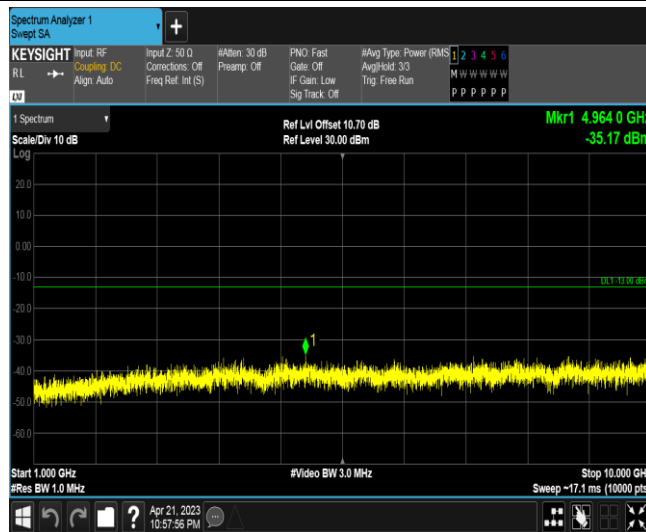 Spectrum Analyzer 1
Swept SA
+
KEYSIGHT
RL
LXI
Input: RF
Coupling: DC
Align: Auto
Input Z: 50 Ω
Corrections: Off
Freq Ref: Int (S)
#Atten: 30 dB
Preamp: Off
PNO: Fast
Gate: Off
IF Gain: Low
Sig Track: Off
#Avg Type: Power (RMS
Avg|Hold: 3/3
Trig: Free Run
1 2 3 4 5 6
M W W W W W
P P P P P P
1 Spectrum
Scale/Div 10 dB
Log
Ref Lvl Offset 10.70 dB
Ref Level 30.00 dBm
Mkr1 4.964 0 GHz
-35.17 dBm
20.0
10.0
0.00
-10.0
DL1 -13.00 dBm
-20.0
-30.0
1
-40.0
-50.0
-60.0
Start 1.000 GHz
#Res BW 1.0 MHz
#Video BW 3.0 MHz
Stop 10.000 GHz
Sweep ~17.1 ms (10000 pts
?
Apr 21, 2023
10:57:56 PM